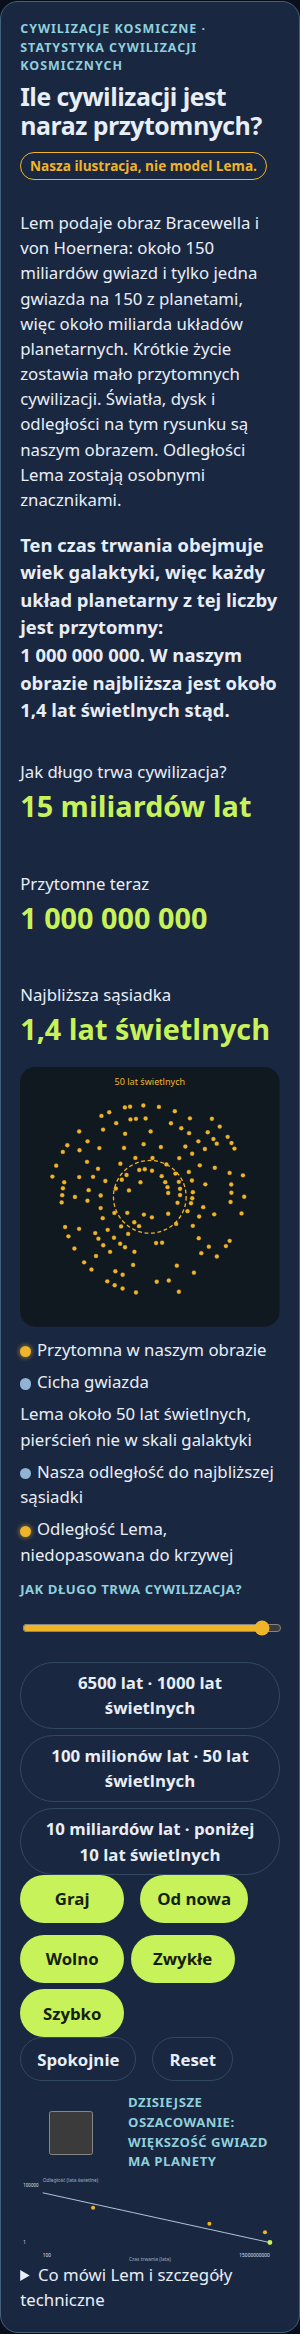 CYWILIZACJE KOSMICZNE ·
STATYSTYKA CYWILIZACJI
KOSMICZNYCH
Ile cywilizacji jest
naraz przytomnych?
Nasza ilustracja, nie model Lema.
Lem podaje obraz Bracewella i
von Hoernera: około 150
miliardów gwiazd i tylko jedna
gwiazda na 150 z planetami,
więc około miliarda układów
planetarnych. Krótkie życie
zostawia mało przytomnych
cywilizacji. Światła, dysk i
odległości na tym rysunku są
naszym obrazem. Odległości
Lema zostają osobnymi
znacznikami.
Ten czas trwania obejmuje
wiek galaktyki, więc każdy
układ planetarny z tej liczby
jest przytomny:
1 000 000 000. W naszym
obrazie najbliższa jest około
1,4 lat świetlnych stąd.
Jak długo trwa cywilizacja?
15 miliardów lat
Przytomne teraz
1 000 000 000
Najbliższa sąsiadka
1,4 lat świetlnych
50 lat świetlnych
Przytomna w naszym obrazie
Cicha gwiazda
Lema około 50 lat świetlnych,
pierścień nie w skali galaktyki
Nasza odległość do najbliższej
sąsiadki
Odległość Lema,
niedopasowana do krzywej
JAK DŁUGO TRWA CYWILIZACJA?
6500 lat · 1000 lat
świetlnych
100 milionów lat · 50 lat
świetlnych
10 miliardów lat · poniżej
10 lat świetlnych
Graj
Od nowa
Wolno
Zwykłe
Szybko
Spokojnie
Reset
DZISIEJSZE
OSZACOWANIE:
WIĘKSZOŚĆ GWIAZD
MA PLANETY
Odległość (lata świetlne)
100000
1
100
15000000000
Czas trwania (lata)
Co mówi Lem i szczegóły
techniczne